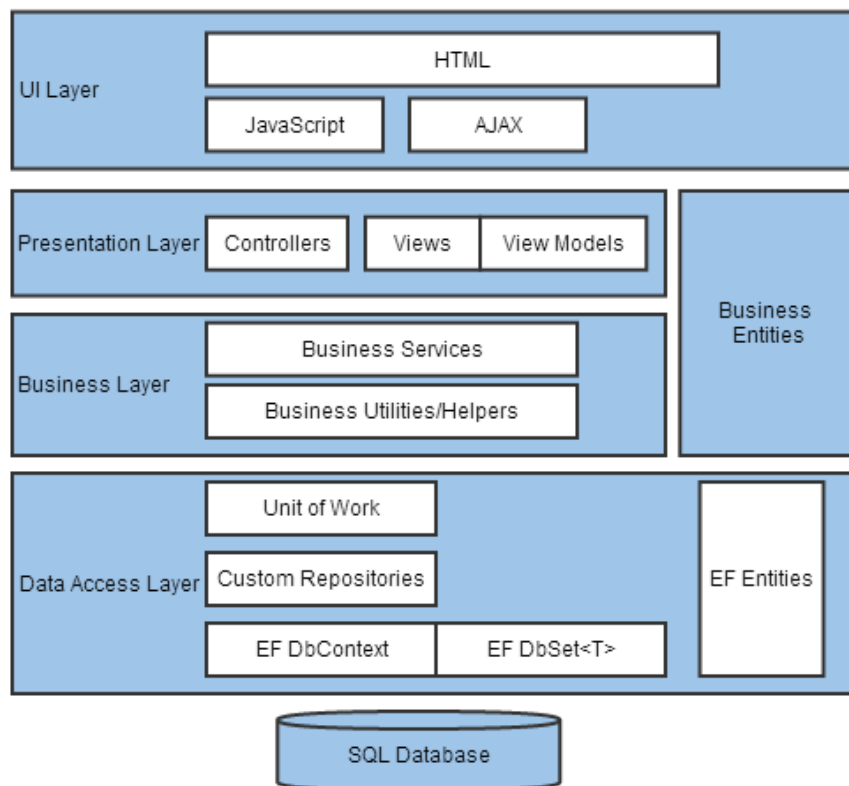 UI Layer
HTML
JavaScript
AJAX
Presentation Layer
Controllers
Views
View Models
Business
Entities
Business Layer
Business Services
Business Utilities/Helpers
Data Access Layer
Unit of Work
Custom Repositories
EF DbContext
EF DbSet<T>
EF Entities
SQL Database